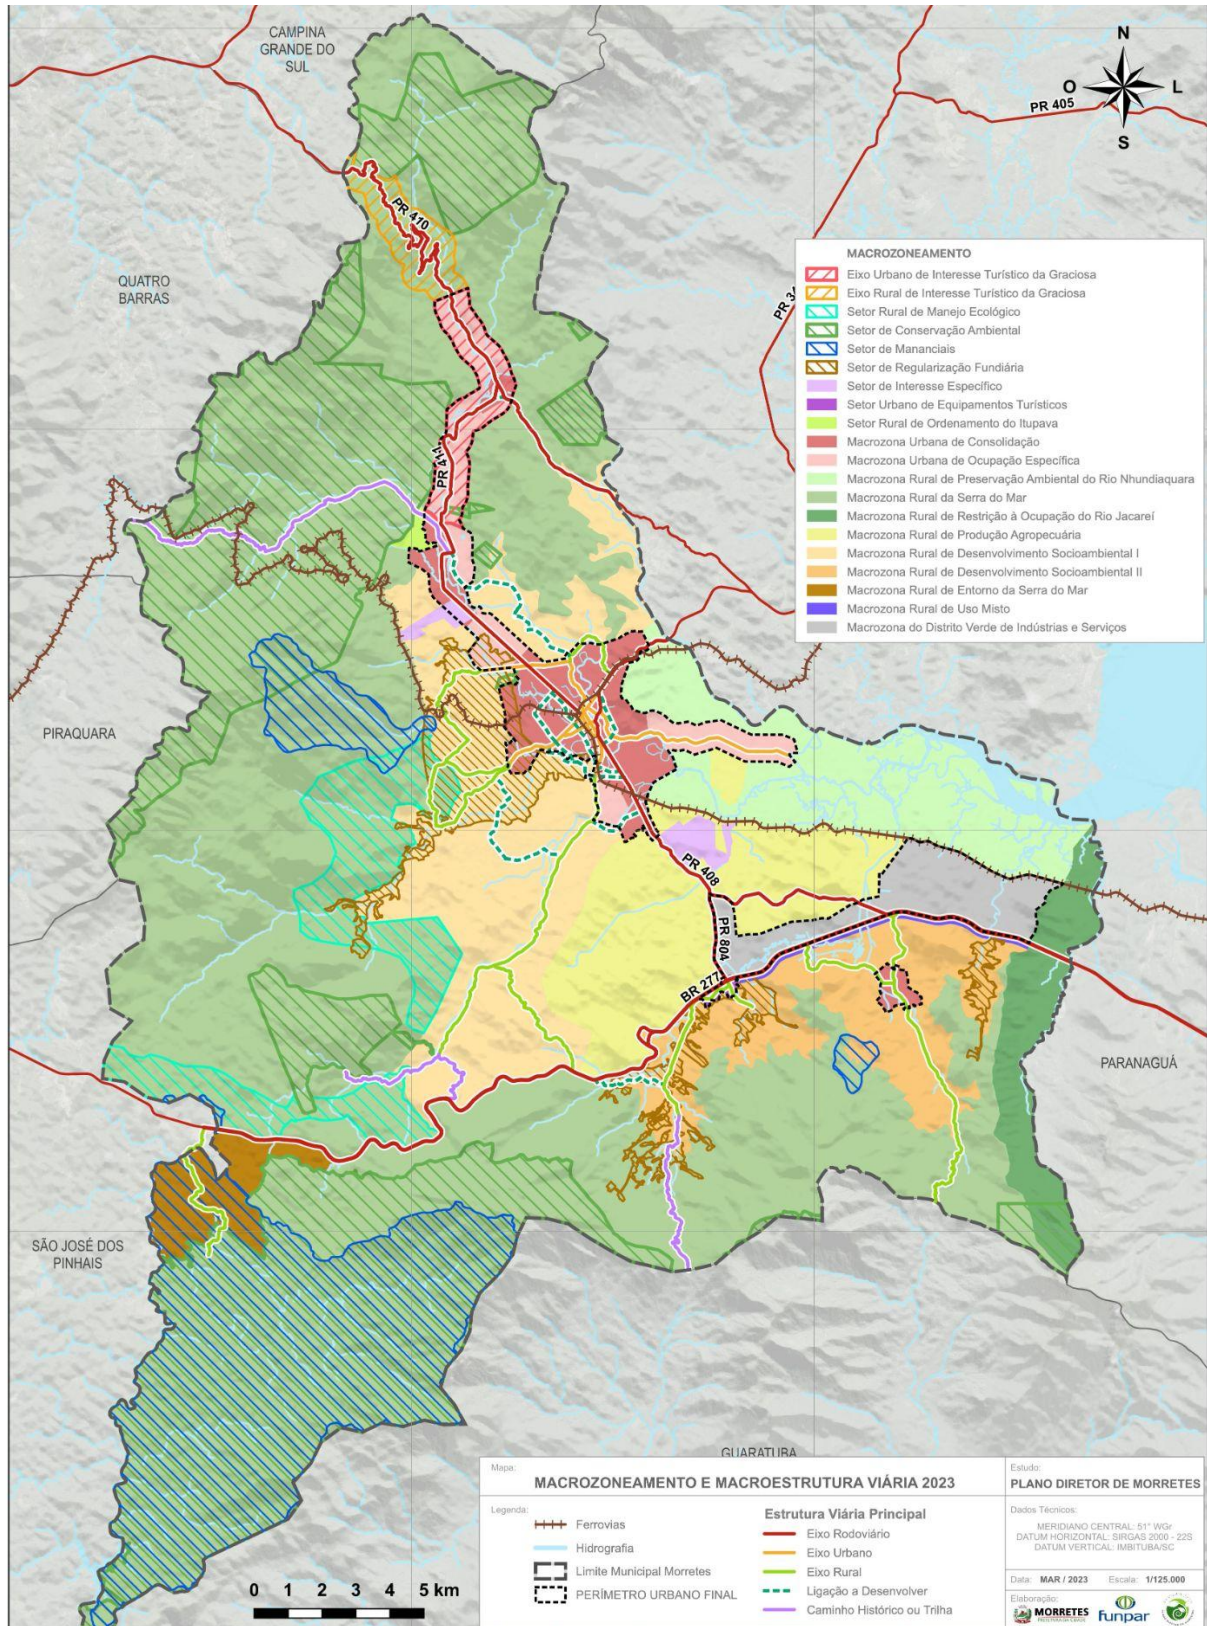 CAMPINA
GRANDE DO
SUL
N
O
L
S
PR 405
PR 410
QUATRO
BARRAS
PR 34
MACROZONEAMENTO
Eixo Urbano de Interesse Turístico da Graciosa
Eixo Rural de Interesse Turístico da Graciosa
Setor Rural de Manejo Ecológico
Setor de Conservação Ambiental
Setor de Mananciais
Setor de Regularização Fundiária
Setor de Interesse Específico
Setor Urbano de Equipamentos Turísticos
Setor Rural de Ordenamento do Itupava
Macrozona Urbana de Consolidação
Macrozona Urbana de Ocupação Específica
Macrozona Rural de Preservação Ambiental do Rio Nhundiaquara
Macrozona Rural da Serra do Mar
Macrozona Rural de Restrição à Ocupação do Rio Jacareí
Macrozona Rural de Produção Agropecuária
Macrozona Rural de Desenvolvimento Socioambiental I
Macrozona Rural de Desenvolvimento Socioambiental II
Macrozona Rural de Entorno da Serra do Mar
Macrozona Rural de Uso Misto
Macrozona do Distrito Verde de Indústrias e Serviços
PR 411
PIRAQUARA
PR 408
PR 804
BR 277
PARANAGUÁ
SÃO JOSÉ DOS
PINHAIS
GUARATUBA
Mapa:
MACROZONEAMENTO E MACROESTRUTURA VIÁRIA 2023
Legenda:
Ferrovias
Hidrografia
Limite Municipal Morretes
PERÍMETRO URBANO FINAL
Estrutura Viária Principal
Eixo Rodoviário
Eixo Urbano
Eixo Rural
Ligação a Desenvolver
Caminho Histórico ou Trilha
Estudo:
PLANO DIRETOR DE MORRETES
Dados Técnicos:
MERIDIANO CENTRAL: 51° WGr
DATUM HORIZONTAL: SIRGAS 2000 - 22S
DATUM VERTICAL: IMBITUBA/SC
Data: MAR / 2023 Escala: 1/125.000
Elaboração:
MORRETES
funpar
0 1 2 3 4 5 km